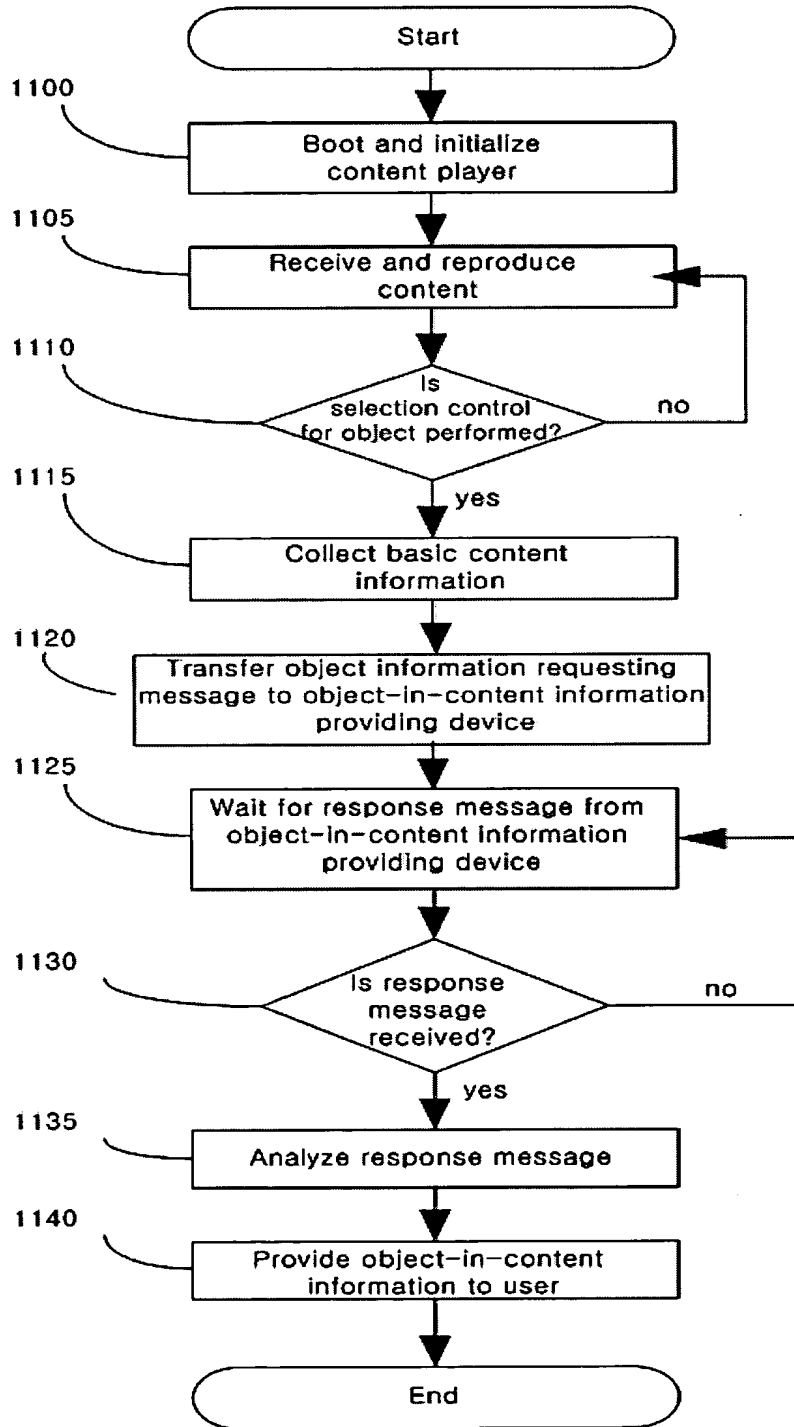 Start
1100
Boot and initialize
content player
1105
Receive and reproduce
content
1110
Is
selection control
for object performed?
no
yes
1115
Collect basic content
information
1120
Transfer object information requesting
message to object-in-content information
providing device
1125
Wait for response message from
object-in-content information
providing device
1130
Is response
message
received?
no
yes
1135
Analyze response message
1140
Provide object-in-content
information to user
End